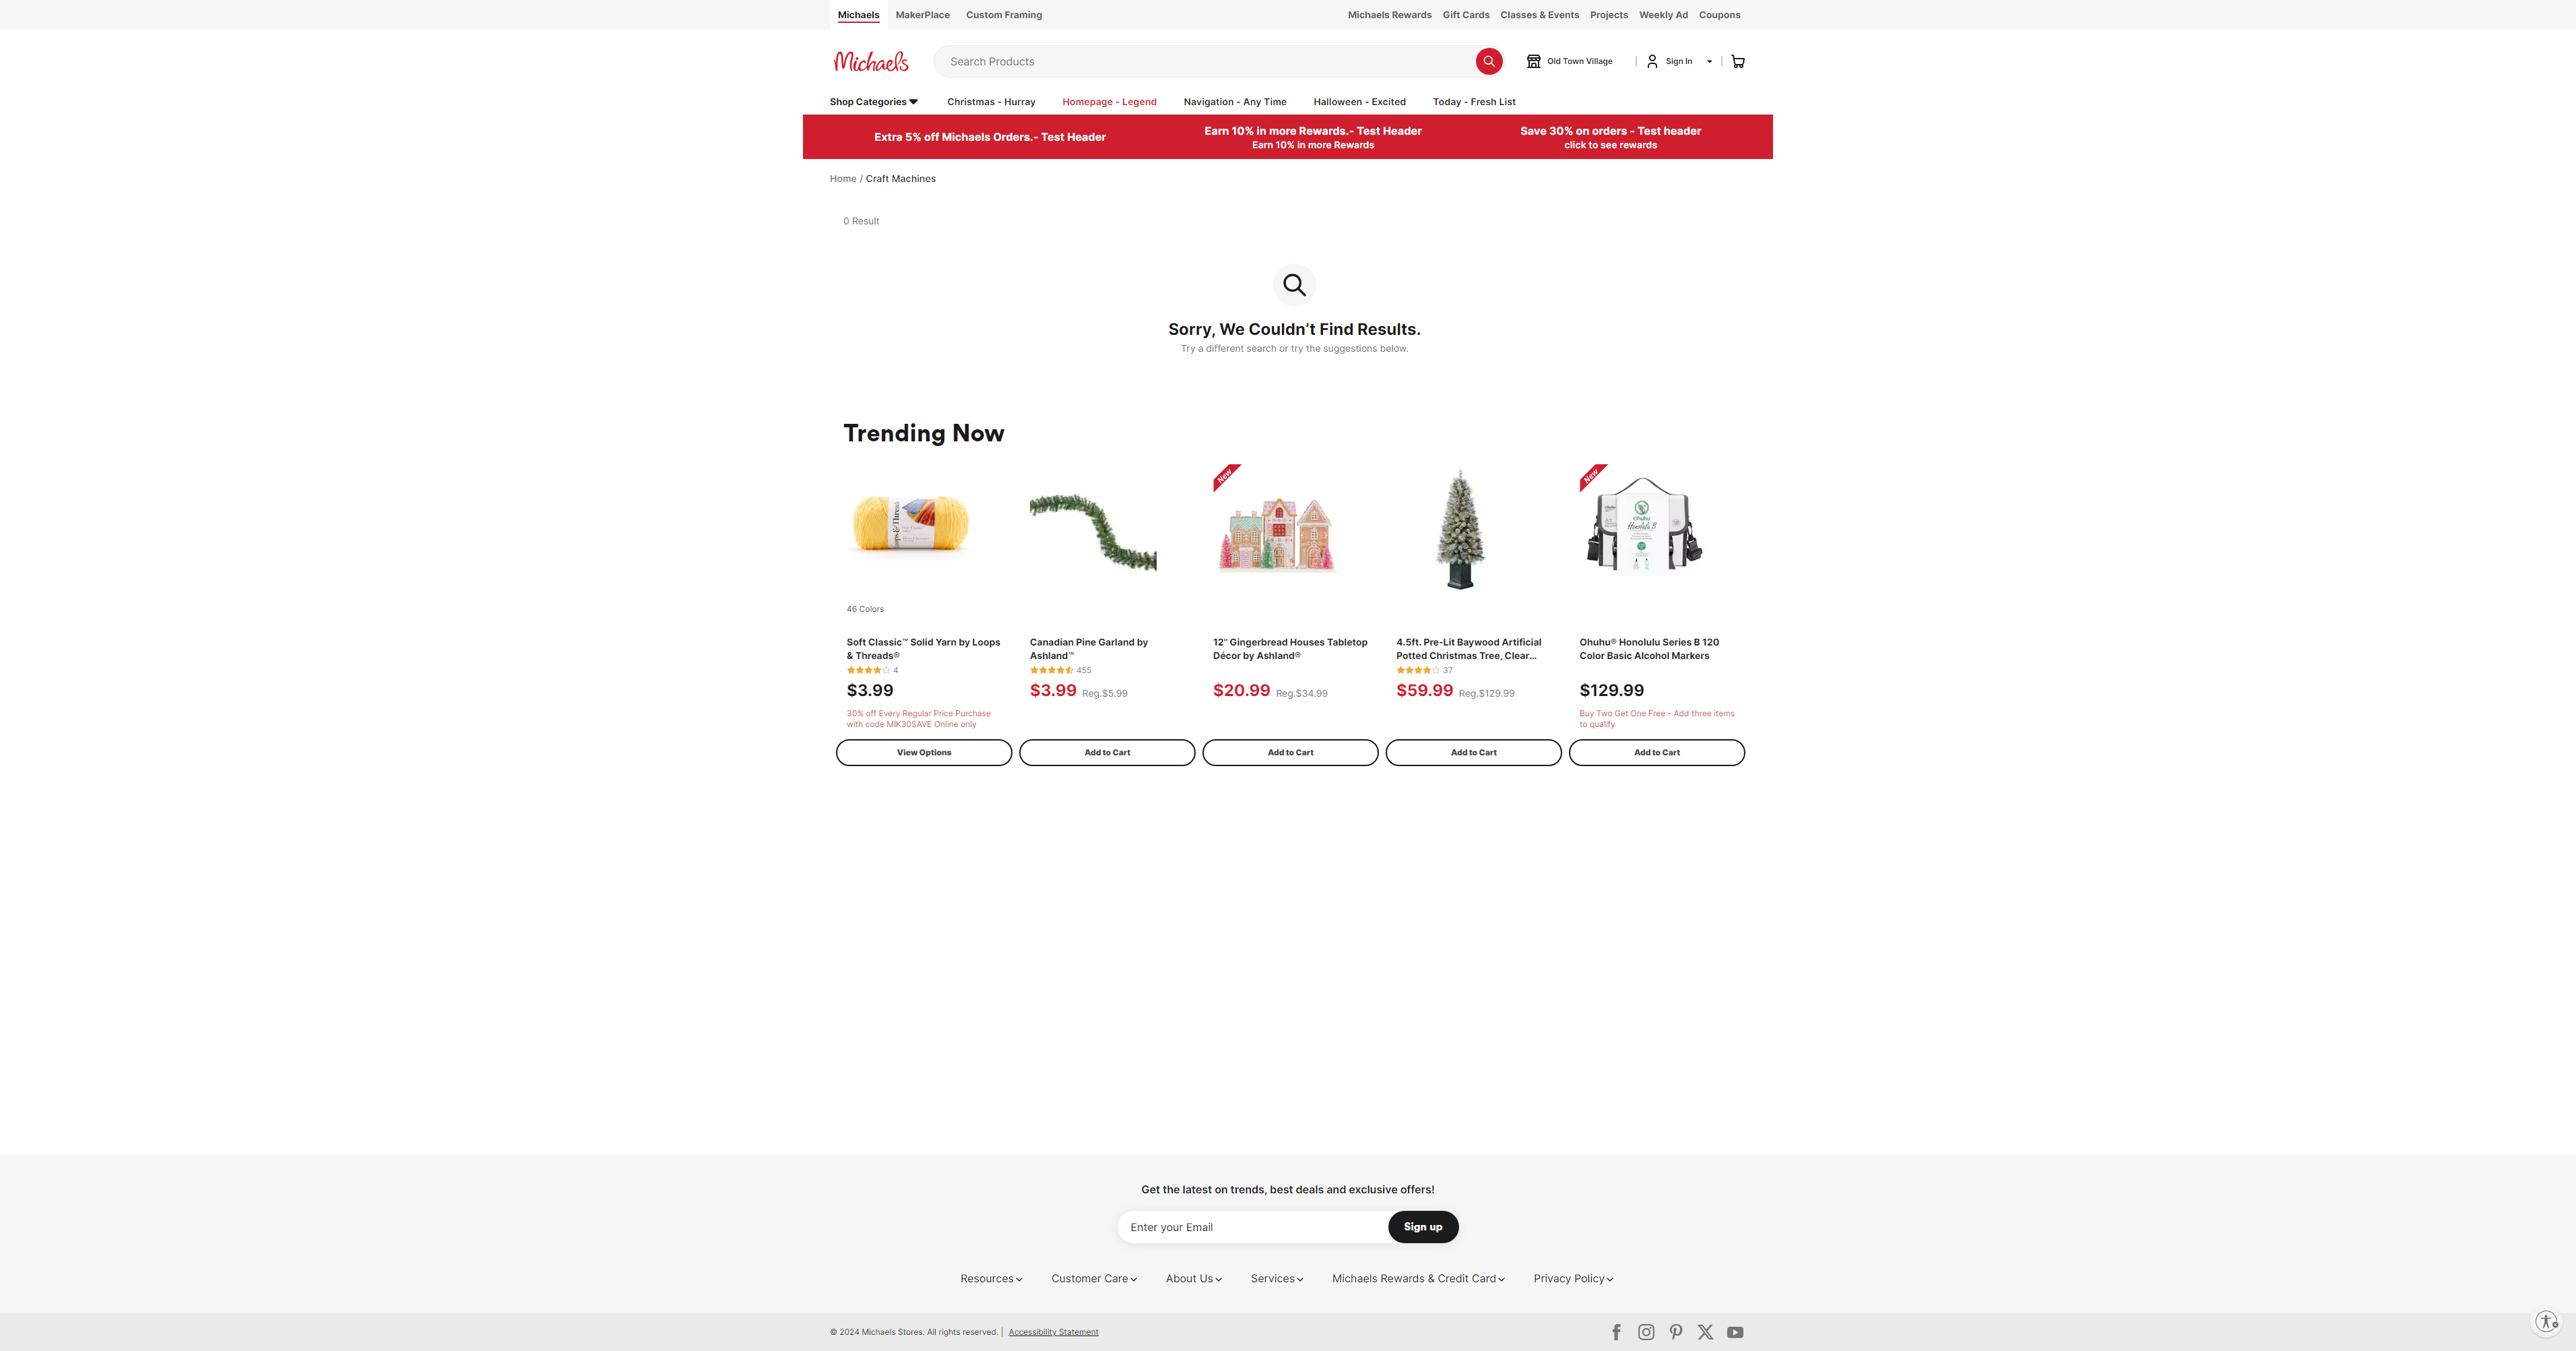 Michaels MakerPlace Custom Framing Michaels Rewards Gift Cards Classes & Events Projects Weekly Ad Coupons
Michaels Search Products Old Town Village | Sign In |
Shop Categories Christmas - Hurray Homepage - Legend Navigation - Any Time Halloween - Excited Today - Fresh List
Extra 5% off Michaels Orders.- Test Header
Earn 10% in more Rewards.- Test Header
Earn 10% in more Rewards
Save 30% on orders - Test header
click to see rewards
Home / Craft Machines
0 Result
Sorry, We Couldn’t Find Results.
Try a different search or try the suggestions below.
Trending Now
46 Colors
Soft Classic™ Solid Yarn by Loops
& Threads®
4
$3.99
30% off Every Regular Price Purchase
with code MIK30SAVE Online only
View Options
Canadian Pine Garland by
Ashland™
455
$3.99 Reg.$5.99
Add to Cart
New
12" Gingerbread Houses Tabletop
Décor by Ashland®
$20.99 Reg.$34.99
Add to Cart
4.5ft. Pre-Lit Baywood Artificial
Potted Christmas Tree, Clear...
37
$59.99 Reg.$129.99
Add to Cart
New
Ohuhu
Honolulu B
Ohuhu® Honolulu Series B 120
Color Basic Alcohol Markers
$129.99
Buy Two Get One Free - Add three items
to qualify
Add to Cart
Get the latest on trends, best deals and exclusive offers!
Enter your Email Sign up
Resources Customer Care About Us Services Michaels Rewards & Credit Card Privacy Policy
© 2024 Michaels Stores. All rights reserved. | Accessibility Statement